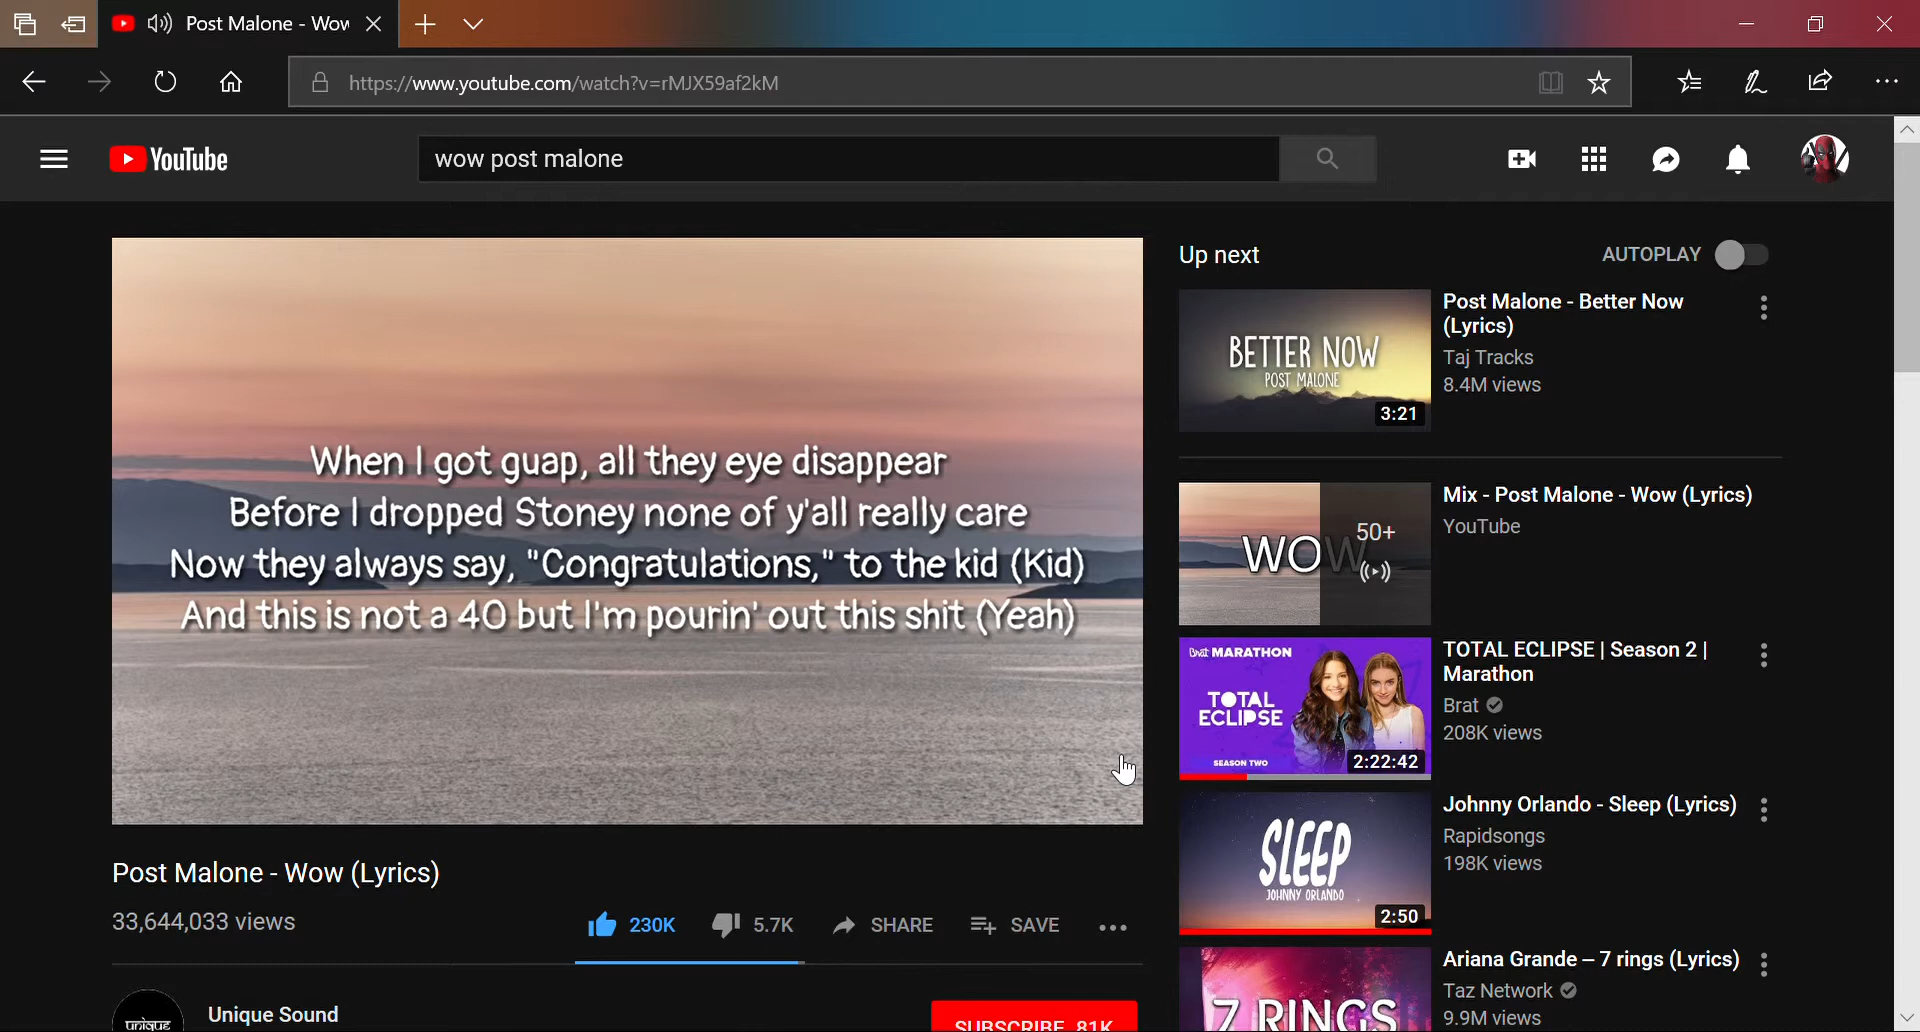 Post Malone - Wow
https://www.youtube.com/watch?v=rMJX59af2kM
YouTube
wow post malone
When I got guap, all they eye disappear
Before I dropped Stoney none of y'all really care
Now they always say, "Congratulations," to the kid (Kid)
And this is not a 40 but I'm pourin' out this shit (Yeah)
Post Malone - Wow (Lyrics)
33,644,033 views
230K
5.7K
SHARE
SAVE
unique
Unique Sound
SUBSCRIBE 81K
Up next
AUTOPLAY
BETTER NOW
POST MALONE
3:21
Post Malone - Better Now
(Lyrics)
Taj Tracks
8.4M views
WOW
50+
Mix - Post Malone - Wow (Lyrics)
YouTube
Brat MARATHON
TOTAL
ECLIPSE
SEASON TWO
2:22:42
TOTAL ECLIPSE | Season 2 |
Marathon
Brat
208K views
SLEEP
JOHNNY ORLANDO
2:50
Johnny Orlando - Sleep (Lyrics)
Rapidsongs
198K views
7 RINGS
Ariana Grande – 7 rings (Lyrics)
Taz Network
9.9M views